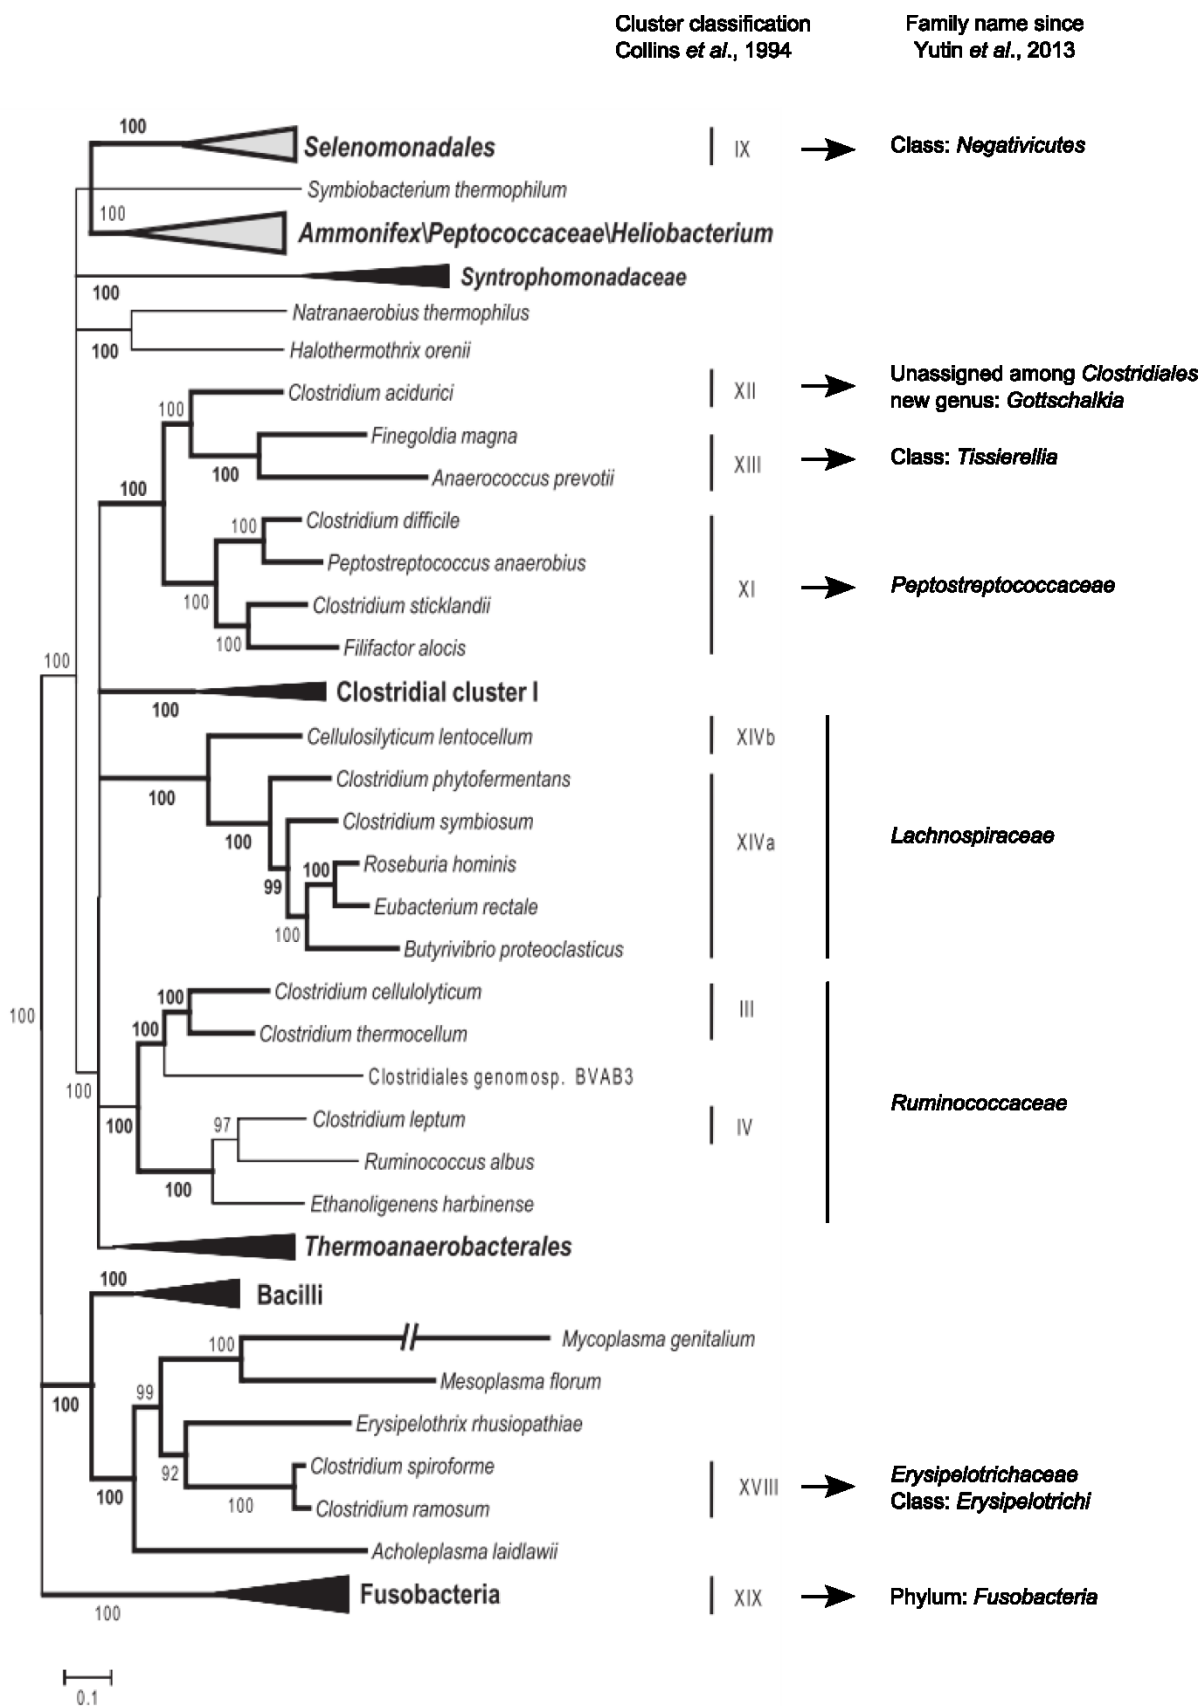 Cluster classification
Collins et al., 1994
Family name since
Yutin et al., 2013
100
Selenomonadales
IX
Class: Negativicutes
Symbiobacterium thermophilum
100
Ammonifex\Peptococcaceae\Heliobacterium
Syntrophomonadaceae
100
Natranaerobius thermophilus
100
Halothermothrix orenii
Clostridium acidurici
XII
Unassigned among Clostridiales
new genus: Gottschalkia
100
Finegoldia magna
100
XIII
Class: Tissierellia
Anaerococcus prevotii
100
Clostridium difficile
100
Peptostreptococcus anaerobius
XI
Peptostreptococcaceae
100
Clostridium sticklandii
100
Filifactor alocis
100
Clostridial cluster I
100
Cellulosilyticum lentocellum
XIVb
Clostridium phytofermentans
100
Clostridium symbiosum
100
XIVa
Lachnospiraceae
Roseburia hominis
100
99
Eubacterium rectale
100
Butyrivibrio proteoclasticus
Clostridium cellulolyticum
100
III
100
100
Clostridium thermocellum
Clostridiales genomosp. BVAB3
100
Ruminococcaceae
Clostridium leptum
97
100
IV
Ruminococcus albus
100
Ethanoligenens harbinense
Thermoanaerobacterales
100
Bacilli
100
Mycoplasma genitalium
Mesoplasma florum
99
100
Erysipelothrix rhusiopathiae
Clostridium spiroforme
92
XVIII
Erysipelotrichaceae
Class: Erysipelotrichi
100
100
Clostridium ramosum
Acholeplasma laidlawii
Fusobacteria
XIX
Phylum: Fusobacteria
100
0.1